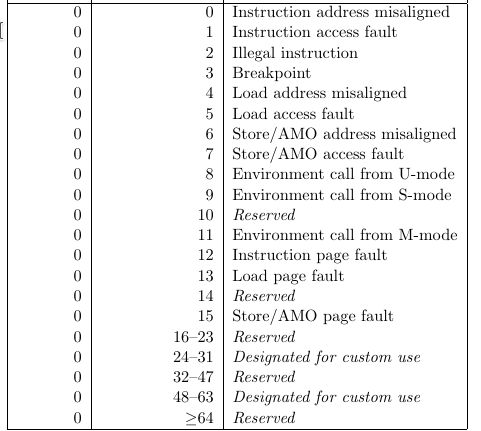 0 0 Instruction address misaligned
0 1 Instruction access fault
0 2 Illegal instruction
0 3 Breakpoint
0 4 Load address misaligned
0 5 Load access fault
0 6 Store/AMO address misaligned
0 7 Store/AMO access fault
0 8 Environment call from U-mode
0 9 Environment call from S-mode
0 10 Reserved
0 11 Environment call from M-mode
0 12 Instruction page fault
0 13 Load page fault
0 14 Reserved
0 15 Store/AMO page fault
0 16–23 Reserved
0 24–31 Designated for custom use
0 32–47 Reserved
0 48–63 Designated for custom use
0 ≥64 Reserved